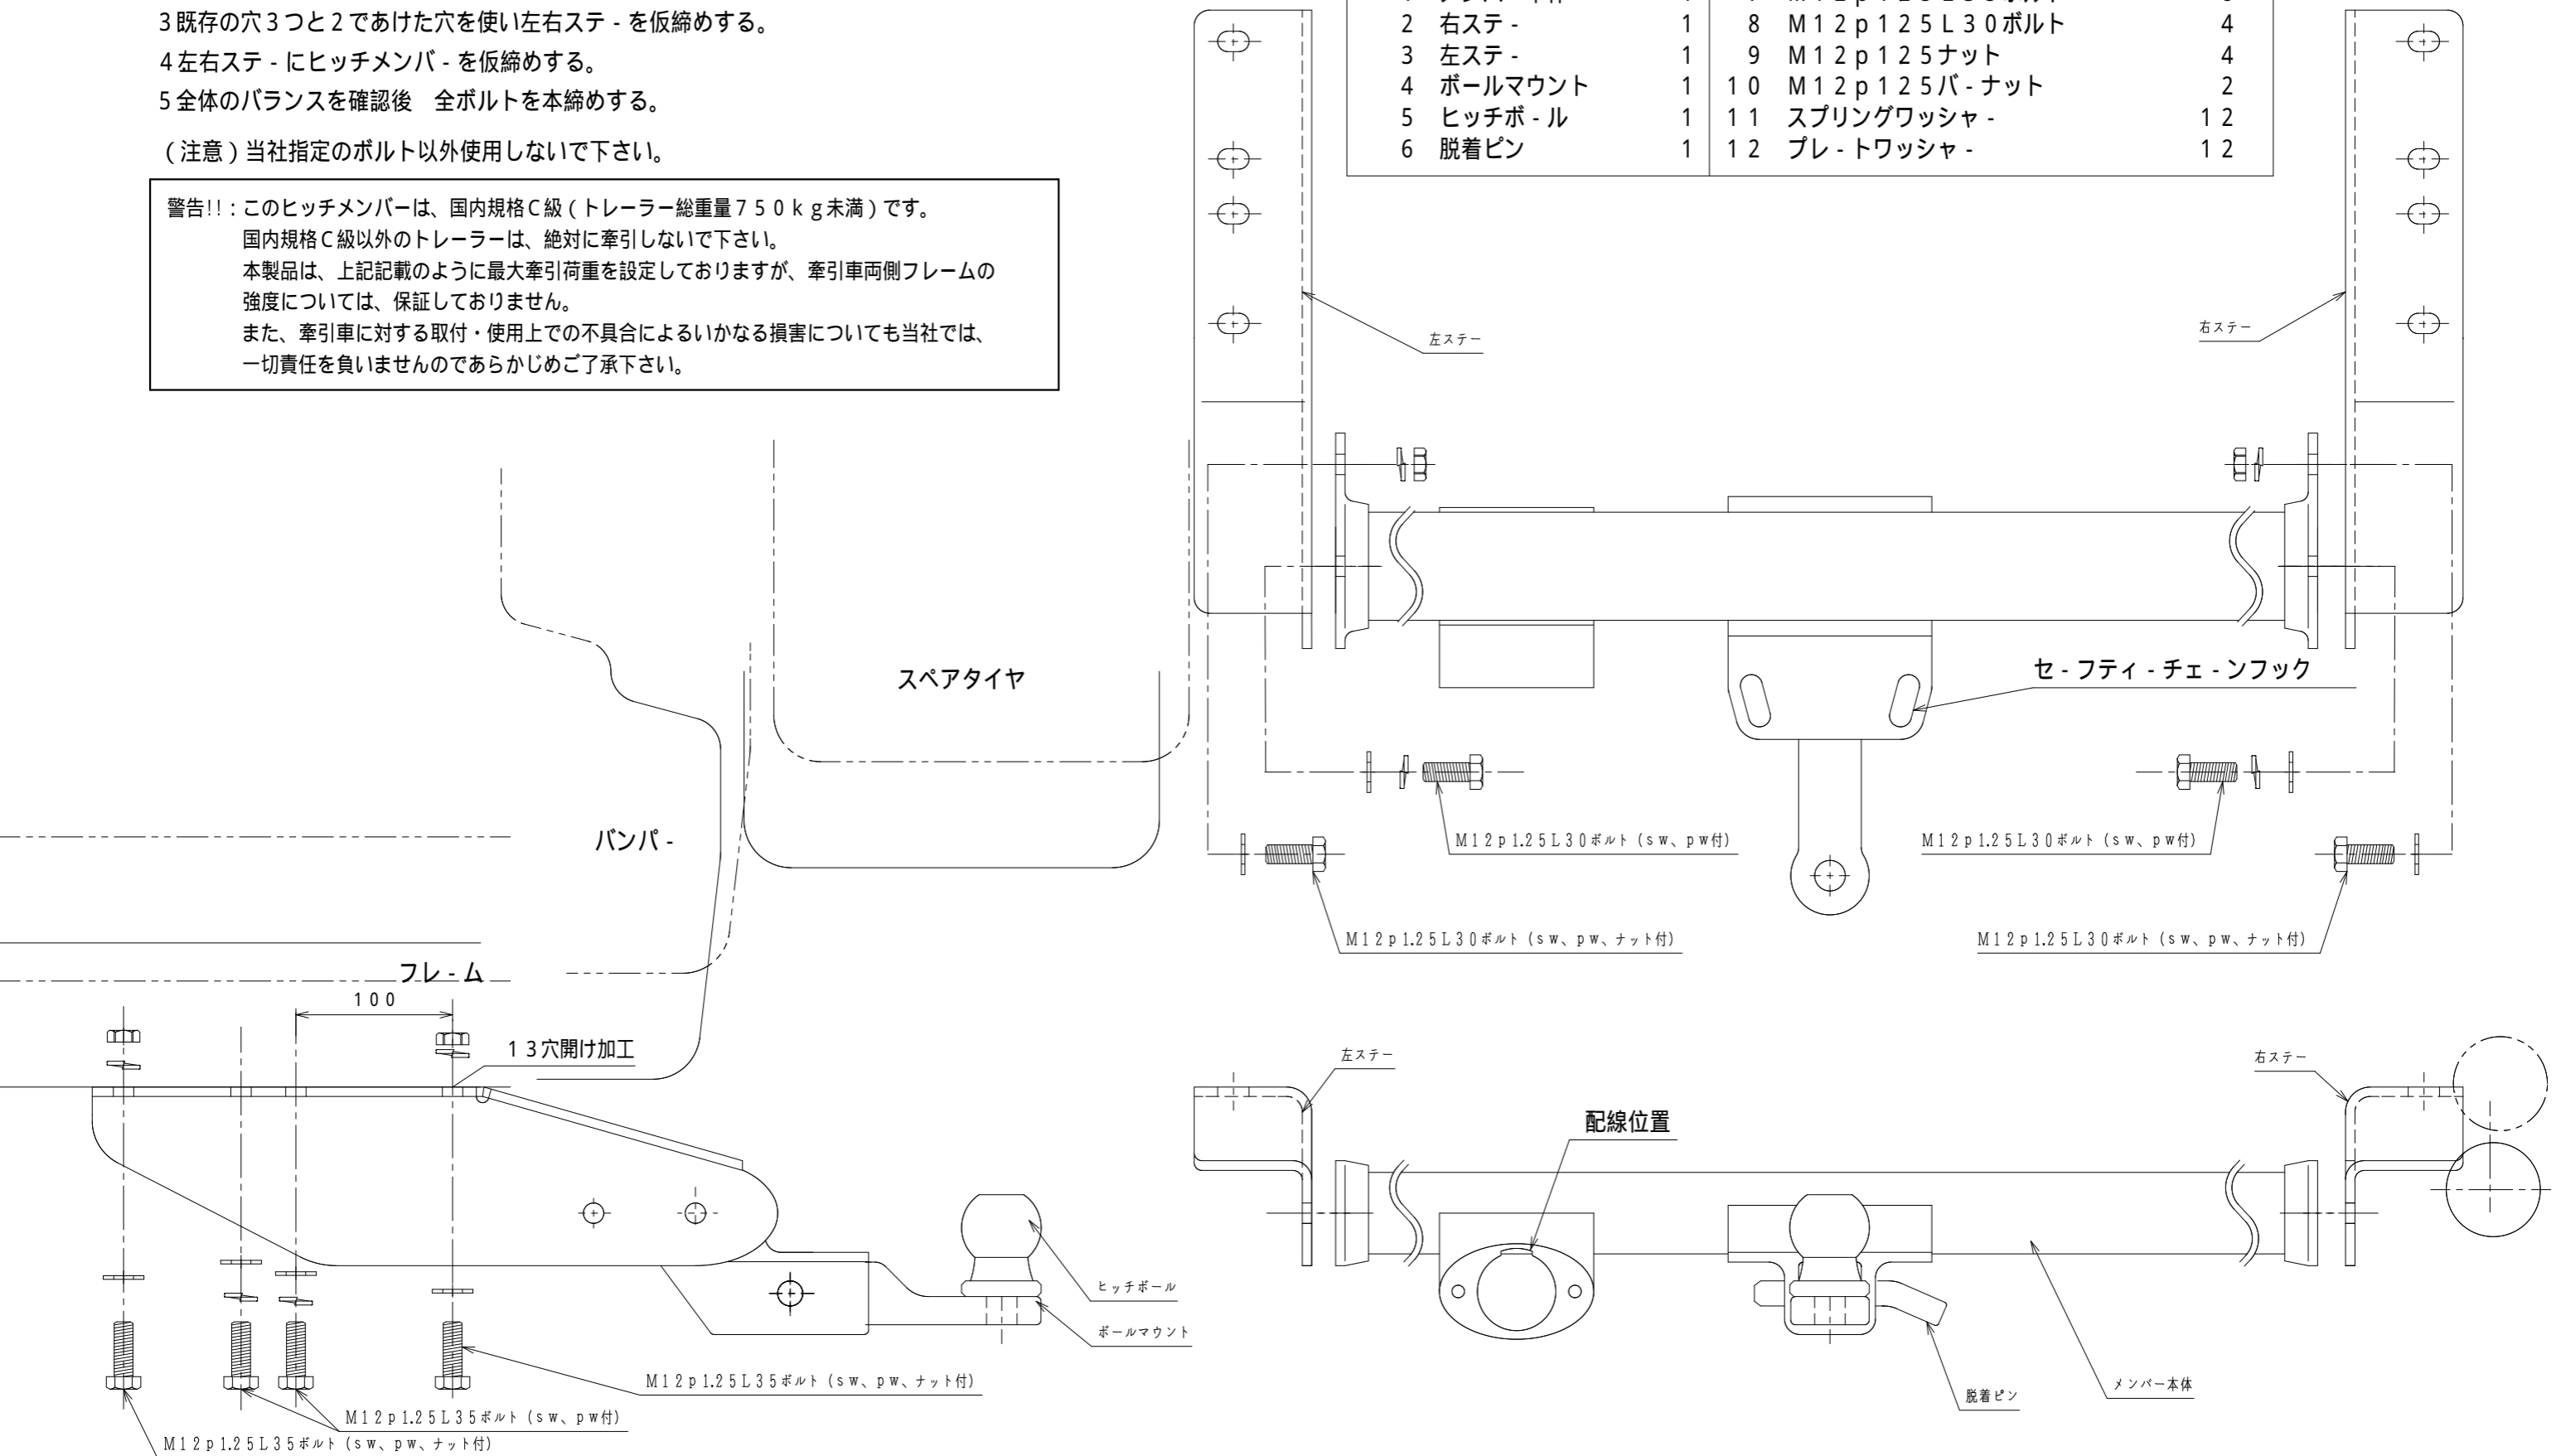 3既存の穴3つと2であけた穴を使い左右ステ-を仮締めする。
4左右ステ-にヒッチメンバ-を仮締めする。
5全体のバランスを確認後　全ボルトを本締めする。
(注意)当社指定のボルト以外使用しないで下さい。
警告!!:このヒッチメンバーは、国内規格C級(トレーラー総重量750kg未満)です。
国内規格C級以外のトレーラーは、絶対に牽引しないで下さい。
本製品は、上記記載のように最大牽引荷重を設定しておりますが、牽引車両側フレームの
強度については、保証しておりません。
また、牽引車に対する取付・使用上での不具合によるいかなる損害についても当社では、
一切責任を負いませんのであらかじめご了承下さい。
2 右ステ- 1 8 M12p125L30ボルト 4
3 左ステ- 1 9 M12p125ナット 4
4 ボールマウント 1 10 M12p125バ-ナット 2
5 ヒッチボ-ル 1 11 スプリングワッシャ- 12
6 脱着ピン 1 12 プレ-トワッシャ- 12
左ステー
右ステー
スペアタイヤ
セ-フティ-チェ-ンフック
バンパ-
M12p1.25L30ボルト(sw、pw付)
M12p1.25L30ボルト(sw、pw付)
M12p1.25L30ボルト(sw、pw、ナット付)
M12p1.25L30ボルト(sw、pw、ナット付)
フレ-ム
100
13穴開け加工
左ステー
右ステー
配線位置
ヒッチボール
ボールマウント
M12p1.25L35ボルト(sw、pw、ナット付)
メンバー本体
脱着ピン
M12p1.25L35ボルト(sw、pw付)
M12p1.25L35ボルト(sw、pw、ナット付)